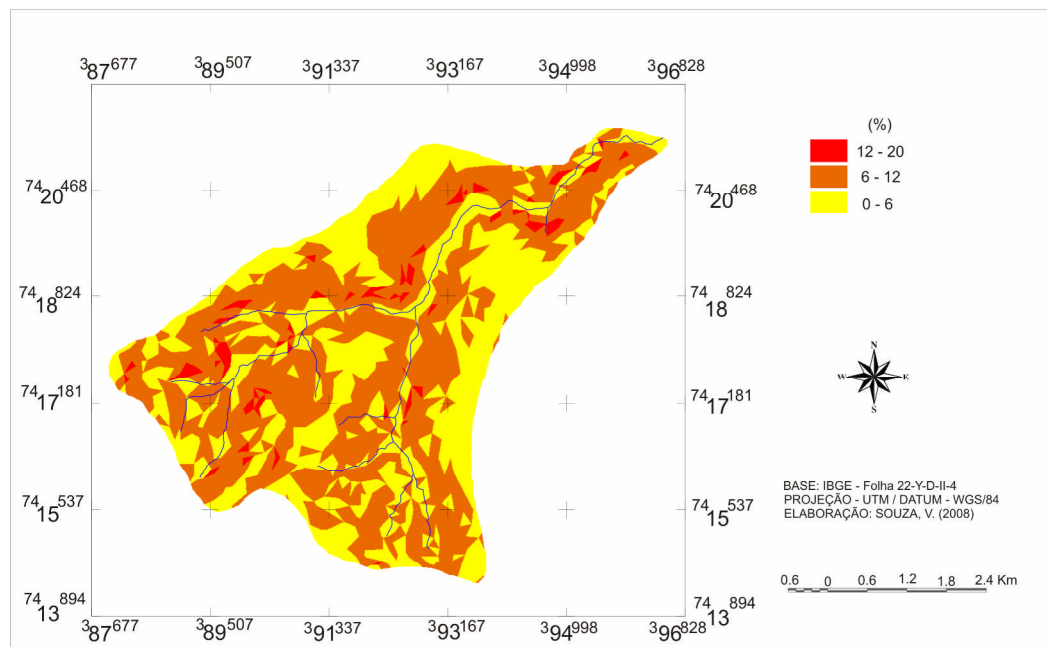 387677 389507 391337 393167 394998 396828
(%)
12 - 20
6 - 12
0 - 6
7420468 7420468
7418824 7418824
N
W E
S
7417181 7417181
BASE: IBGE - Folha 22-Y-D-II-4
PROJEÇÃO - UTM / DATUM - WGS/84
ELABORAÇÃO: SOUZA, V. (2008)
7415537 7415537
0.6 0 0.6 1.2 1.8 2.4 Km
7413894 7413894
387677 389507 391337 393167 394998 396828